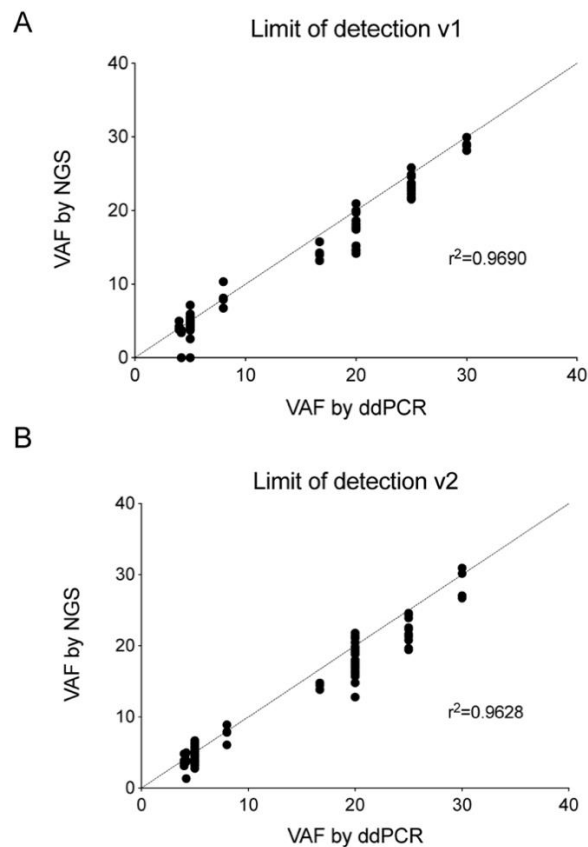 A
Limit of detection v1
40
30
20
10
0
VAF by NGS
r²=0.9690
0 10 20 30 40
VAF by ddPCR
B
Limit of detection v2
40
30
20
10
0
VAF by NGS
r²=0.9628
0 10 20 30 40
VAF by ddPCR